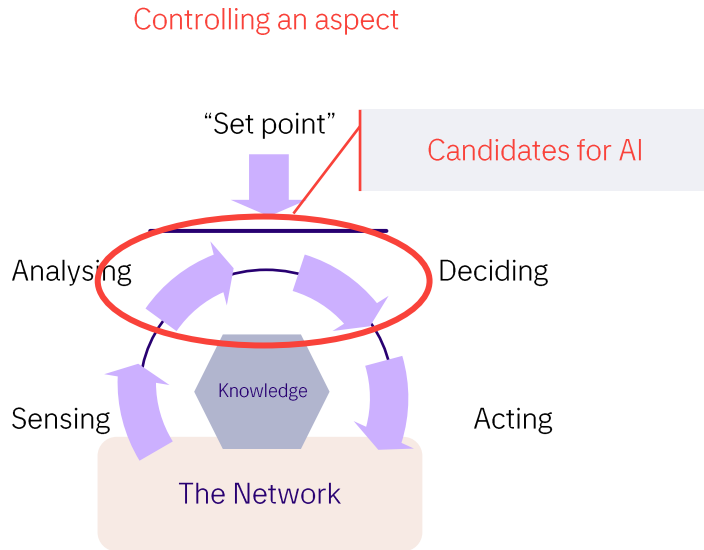 Controlling an aspect
“Set point”
Candidates for AI
Analysing
Deciding
Knowledge
Sensing
Acting
The Network